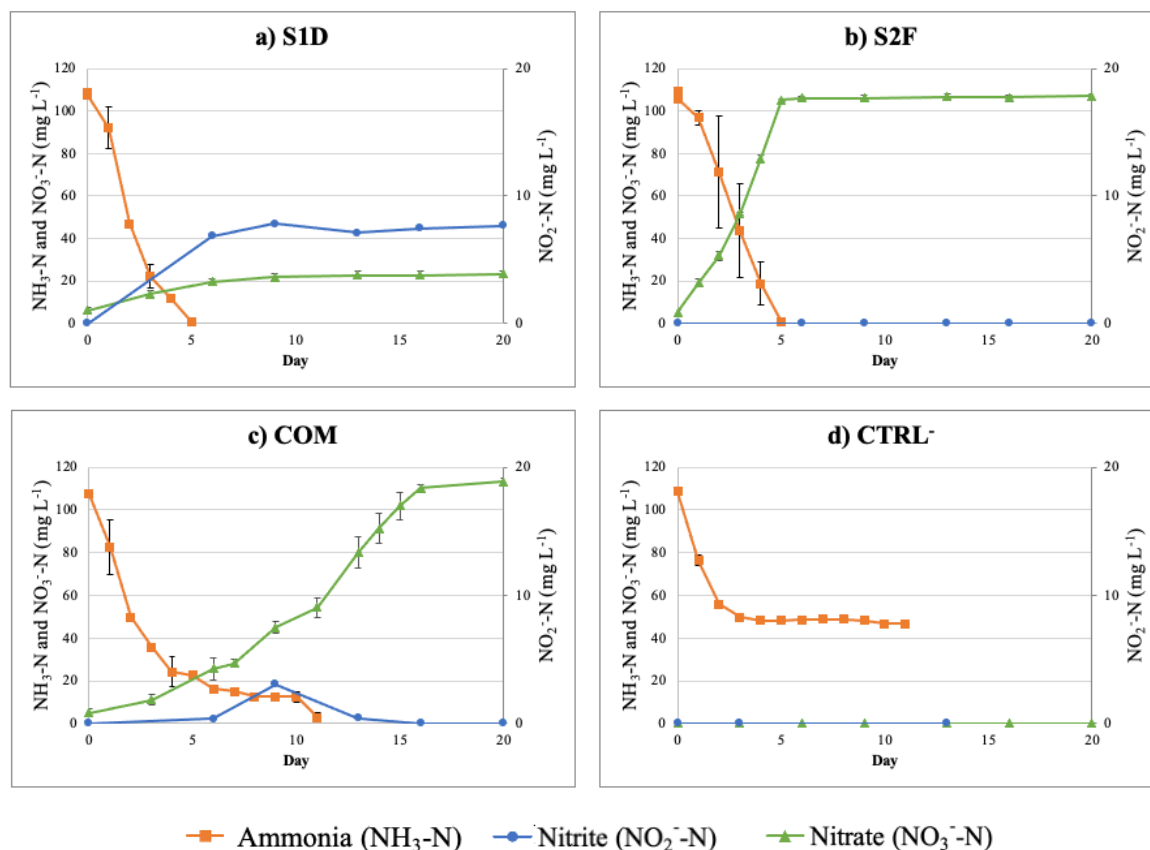 a) S1D
NH₃-N and NO₃⁻-N (mg L⁻¹)
120
100
80
60
40
20
0
20
10
0
NO₂⁻-N (mg L⁻¹)
0 5 10 15 20
Day
b) S2F
NH₃-N and NO₃⁻-N (mg L⁻¹)
120
100
80
60
40
20
0
20
10
0
NO₂⁻-N (mg L⁻¹)
0 5 10 15 20
Day
c) COM
NH₃-N and NO₃⁻-N (mg L⁻¹)
120
100
80
60
40
20
0
20
10
0
NO₂⁻-N (mg L⁻¹)
0 5 10 15 20
Day
d) CTRL⁻
NH₃-N and NO₃⁻-N (mg L⁻¹)
120
100
80
60
40
20
0
20
10
0
NO₂⁻-N (mg L⁻¹)
0 5 10 15 20
Day
Ammonia (NH₃-N) Nitrite (NO₂⁻-N) Nitrate (NO₃⁻-N)